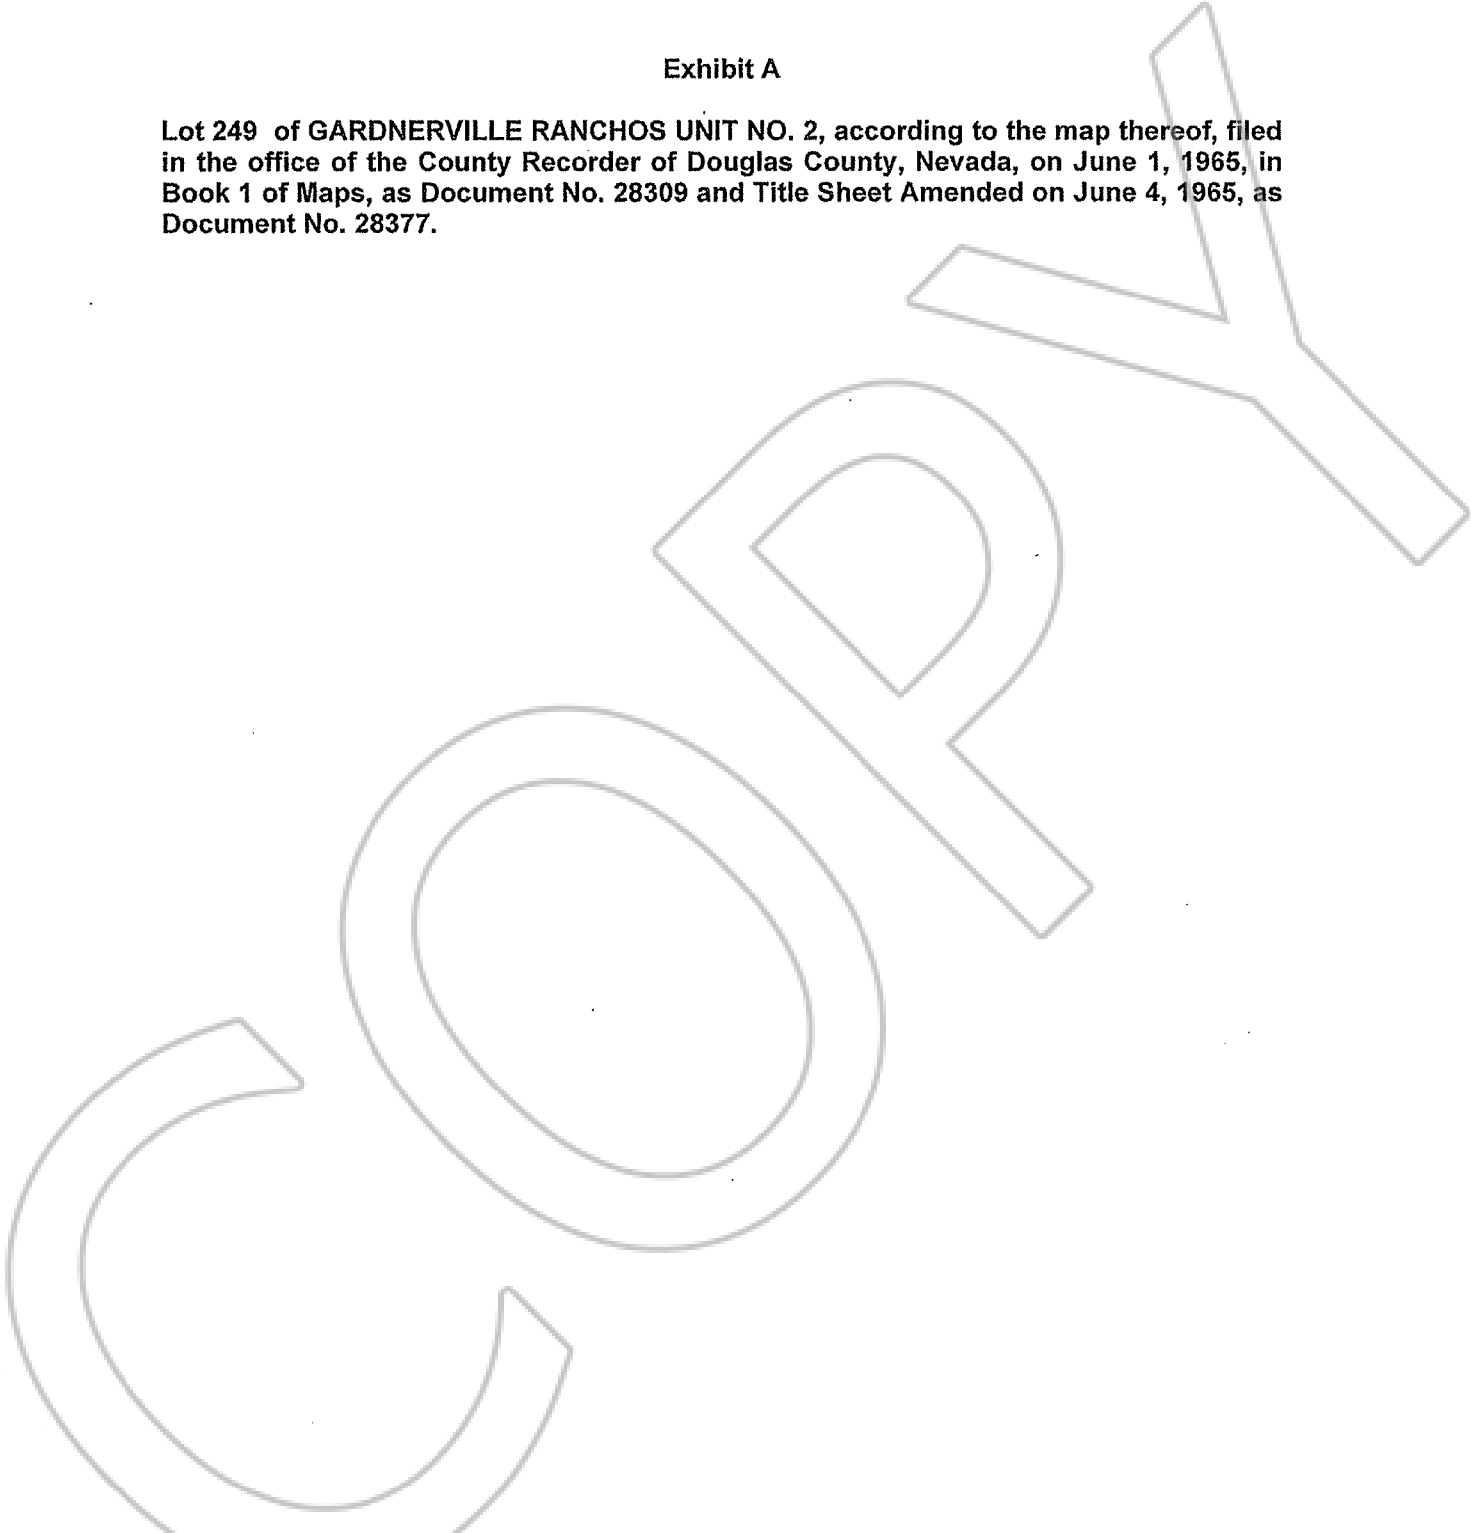 Exhibit A
Lot 249 of GARDNERVILLE RANCHOS UNIT NO. 2, according to the map thereof, filed
in the office of the County Recorder of Douglas County, Nevada, on June 1, 1965, in
Book 1 of Maps, as Document No. 28309 and Title Sheet Amended on June 4, 1965, as
Document No. 28377.
COPY